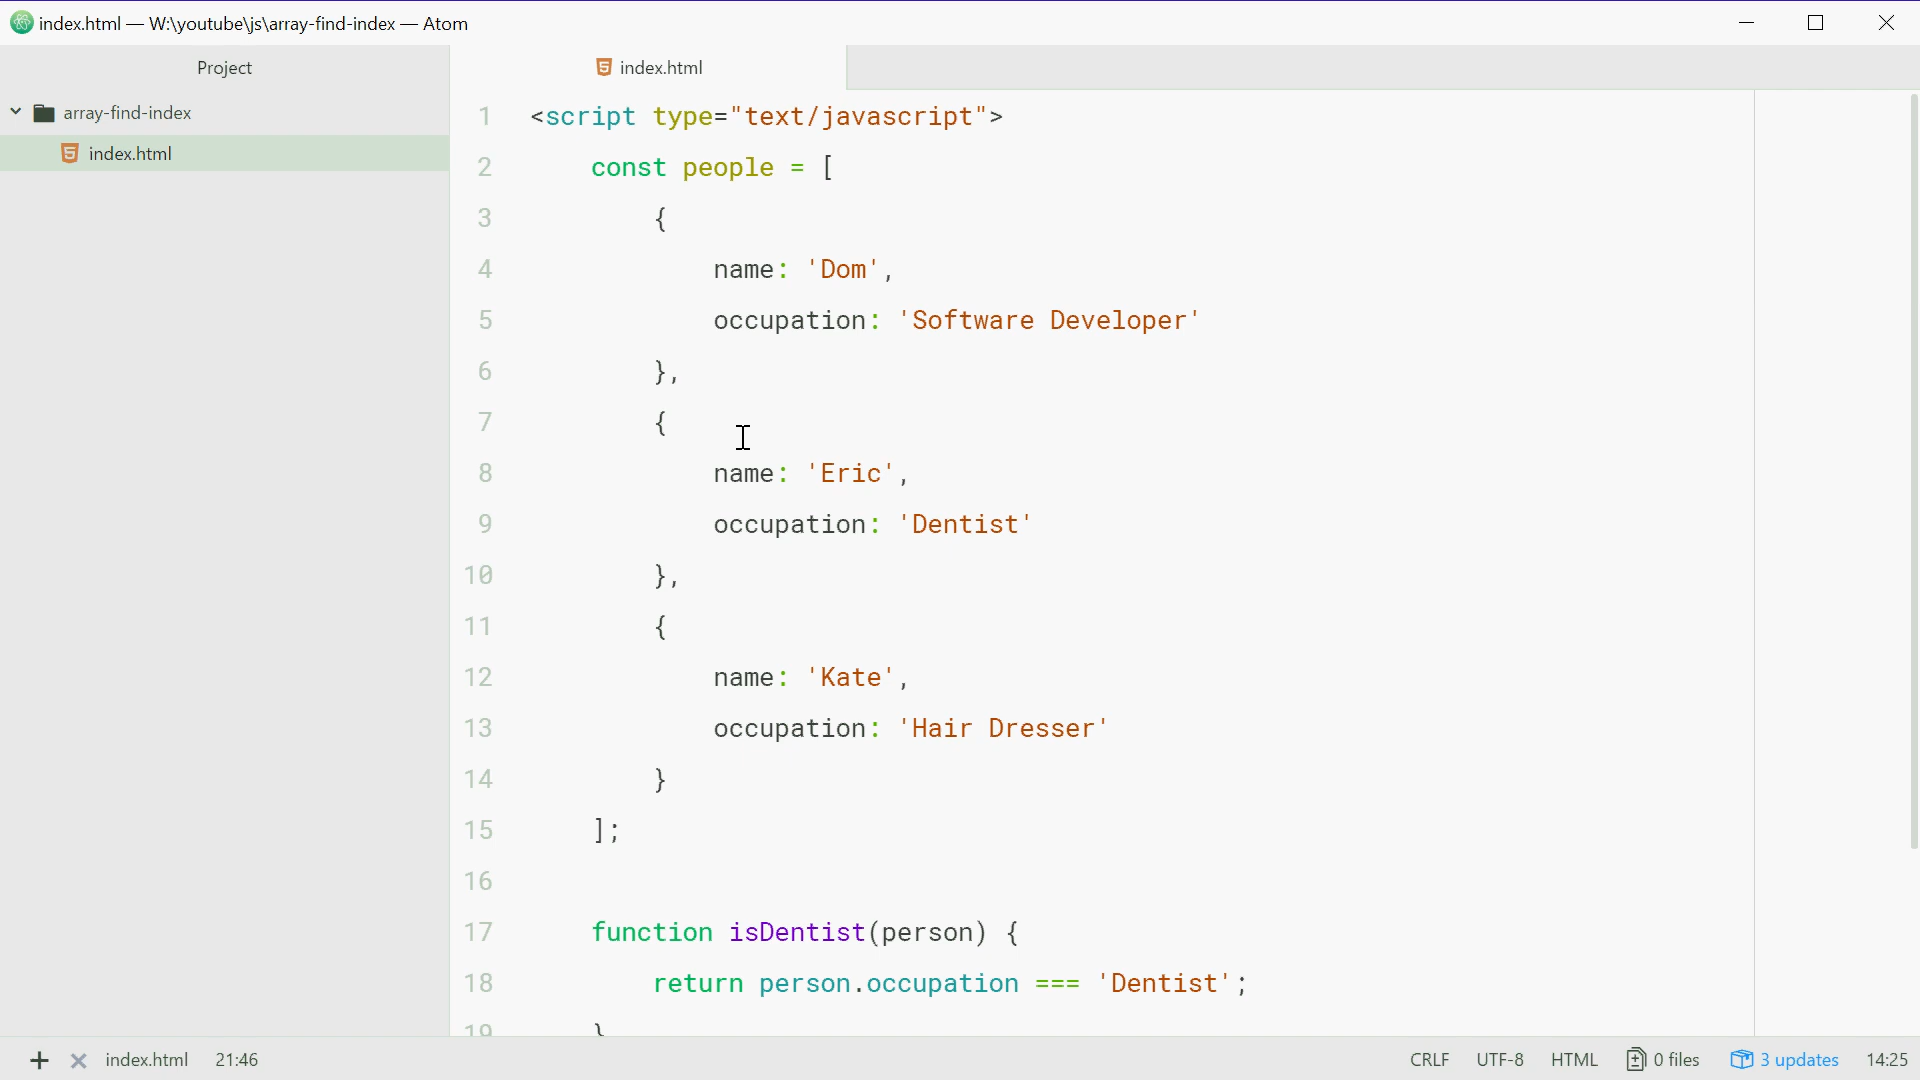 index.html — W:\youtube\js\array-find-index — Atom
Project
index.html
array-find-index
index.html
1 <script type="text/javascript">
2 const people = [
3 {
4 name: 'Dom',
5 occupation: 'Software Developer'
6 },
7 {
8 name: 'Eric',
9 occupation: 'Dentist'
10 },
11 {
12 name: 'Kate',
13 occupation: 'Hair Dresser'
14 }
15 ];
16
17 function isDentist(person) {
18 return person.occupation === 'Dentist';
19 }
index.html 21:46 CRLF UTF-8 HTML 0 files 3 updates 14:25